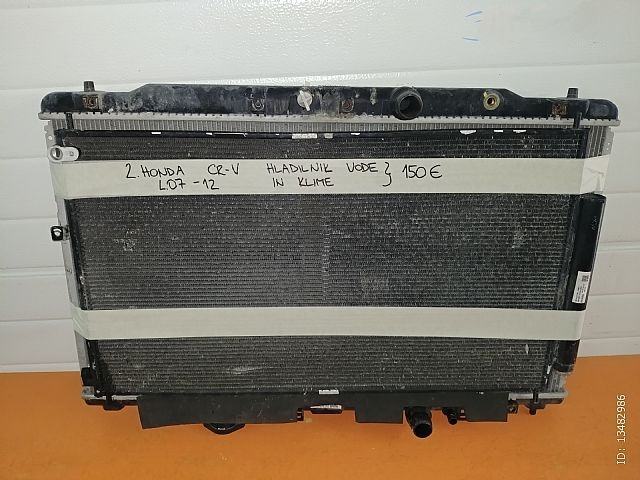 2. HONDA CR-V HLADILNIK VODE } 150€
L.07-12 IN KLIME
ID: 13482986